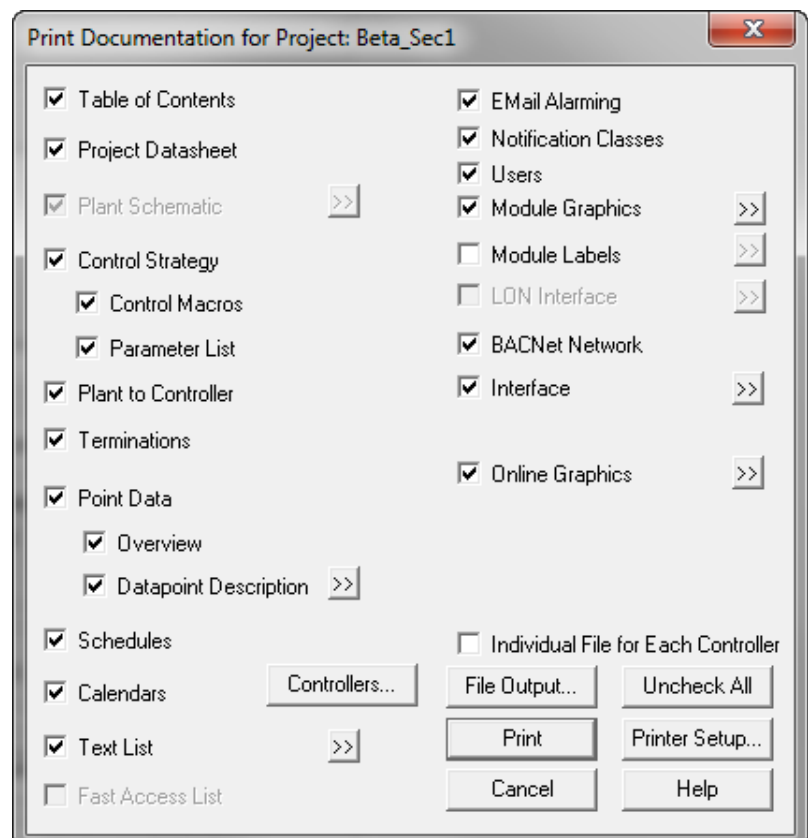 Print Documentation for Project: Beta_Sec1
Table of Contents
Project Datasheet
Plant Schematic >>
Control Strategy
Control Macros
Parameter List
Plant to Controller
Terminations
Point Data
Overview
Datapoint Description >>
Schedules
Calendars
Text List >>
Fast Access List
EMail Alarming
Notification Classes
Users
Module Graphics >>
Module Labels >>
LON Interface >>
BACNet Network
Interface >>
Online Graphics >>
Individual File for Each Controller
Controllers... File Output... Uncheck All
Print Printer Setup...
Cancel Help